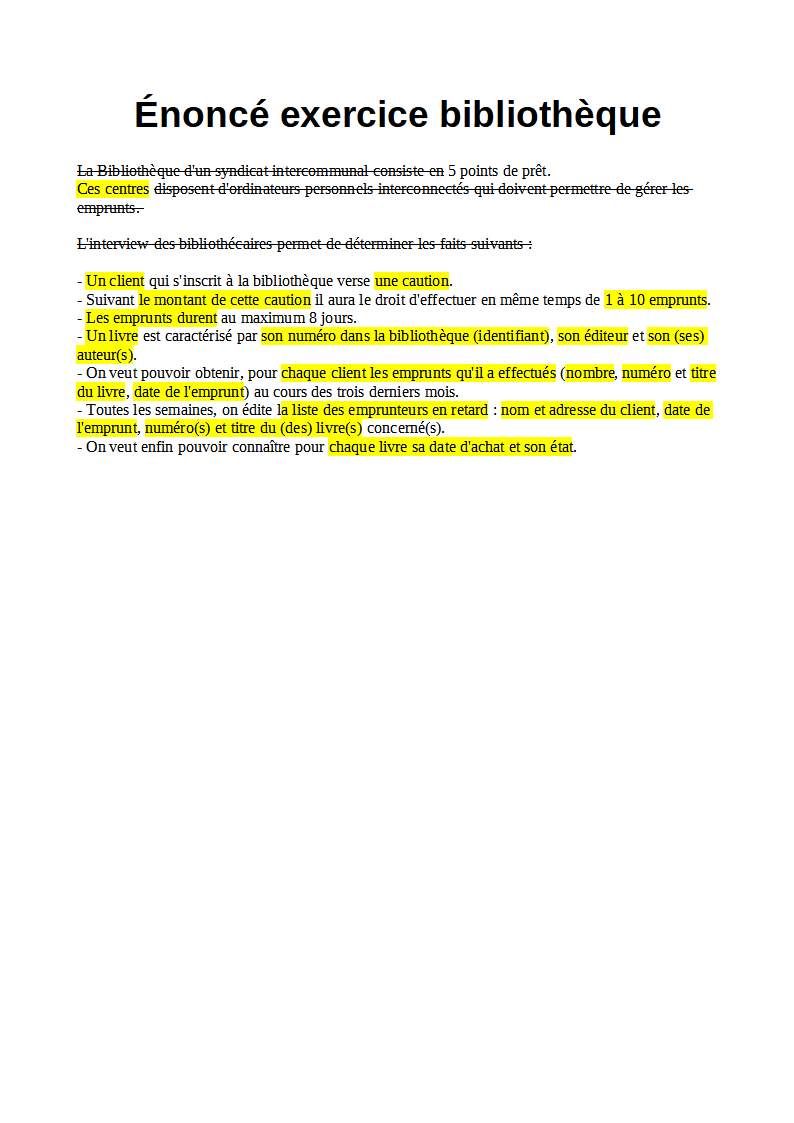 Énoncé exercice bibliothèque
La Bibliothèque d'un syndicat intercommunal consiste en 5 points de prêt.
Ces centres disposent d'ordinateurs personnels interconnectés qui doivent permettre de gérer les
emprunts.
L'interview des bibliothécaires permet de déterminer les faits suivants :
- Un client qui s'inscrit à la bibliothèque verse une caution.
- Suivant le montant de cette caution il aura le droit d'effectuer en même temps de 1 à 10 emprunts.
- Les emprunts durent au maximum 8 jours.
- Un livre est caractérisé par son numéro dans la bibliothèque (identifiant), son éditeur et son (ses)
auteur(s).
- On veut pouvoir obtenir, pour chaque client les emprunts qu'il a effectués (nombre, numéro et titre
du livre, date de l'emprunt) au cours des trois derniers mois.
- Toutes les semaines, on édite la liste des emprunteurs en retard : nom et adresse du client, date de
l'emprunt, numéro(s) et titre du (des) livre(s) concerné(s).
- On veut enfin pouvoir connaître pour chaque livre sa date d'achat et son état.